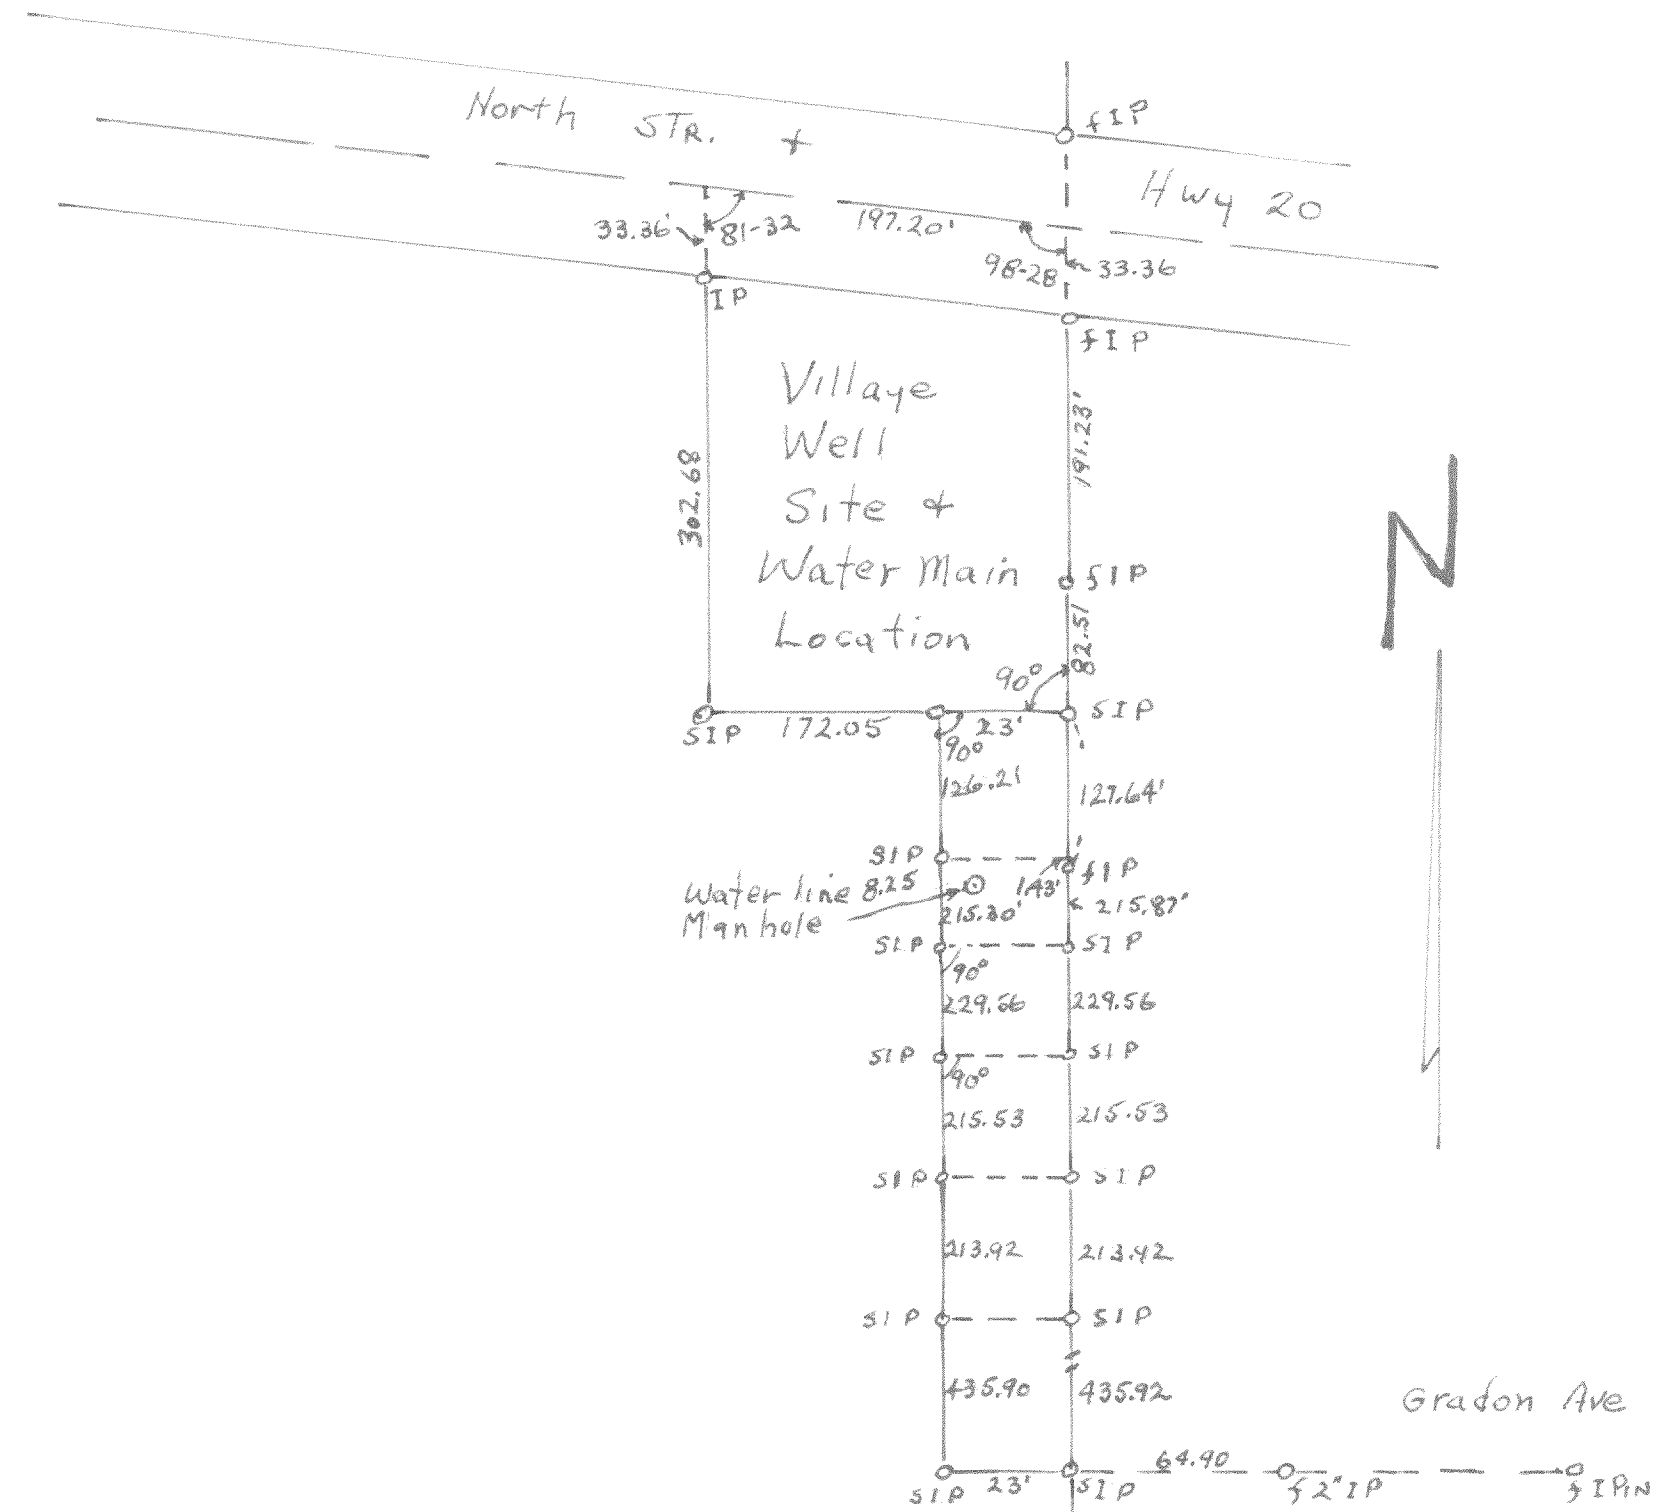 North STR. +
Hwy 20
fIP
33.36'
81-32
197.20'
98-28
33.36
IP
fIP
Village
Well
Site +
Water Main
Location
191.23'
302.68
fIP
82.51
90°
SIP
SIP
172.05
23'
90°
126.21
127.64'
SIP
fIP
Water line 8.25
Manhole
1.43'
215.30'
215.87'
SIP
SIP
90°
229.56
229.56
SIP
SIP
90°
215.53
215.53
SIP
SIP
213.92
213.92
SIP
SIP
435.90
435.92
Gradon Ave
64.90
SIP
23'
SIP
f2"IP
fIPIN
N